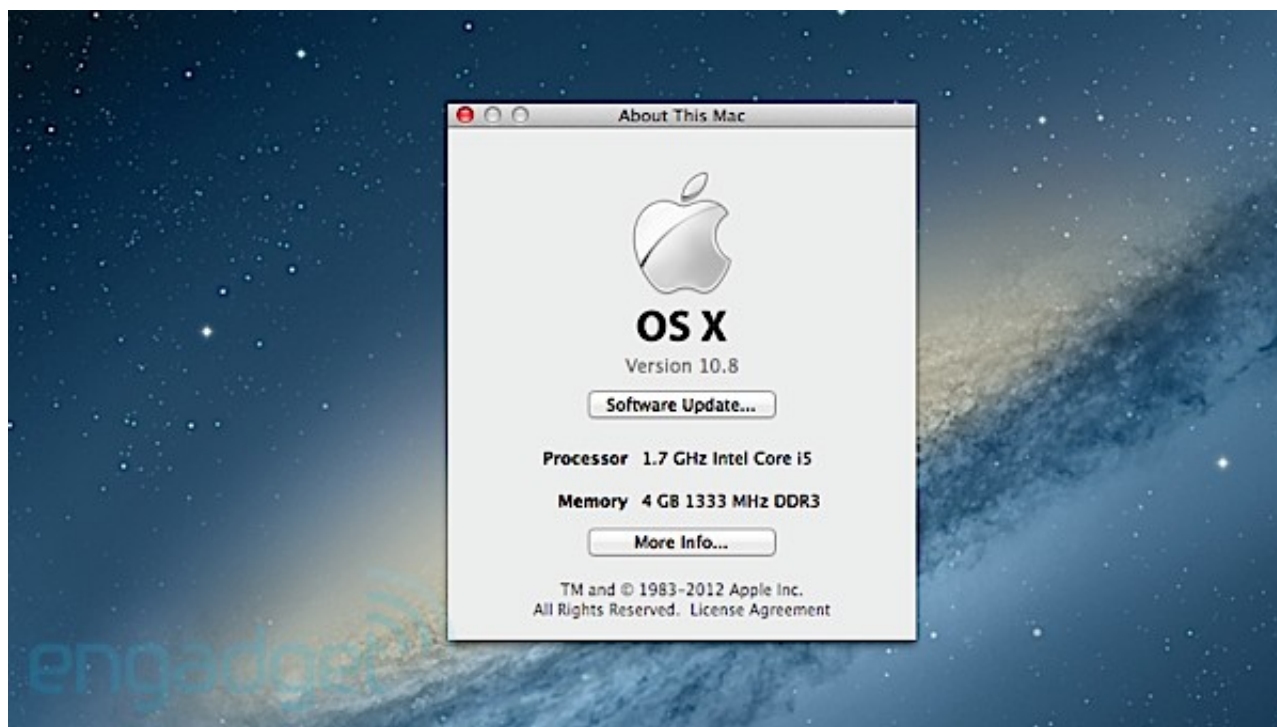 About This Mac
OS X
Version 10.8
Software Update...
Processor 1.7 GHz Intel Core i5
Memory 4 GB 1333 MHz DDR3
More Info...
TM and © 1983-2012 Apple Inc.
All Rights Reserved. License Agreement
engadget